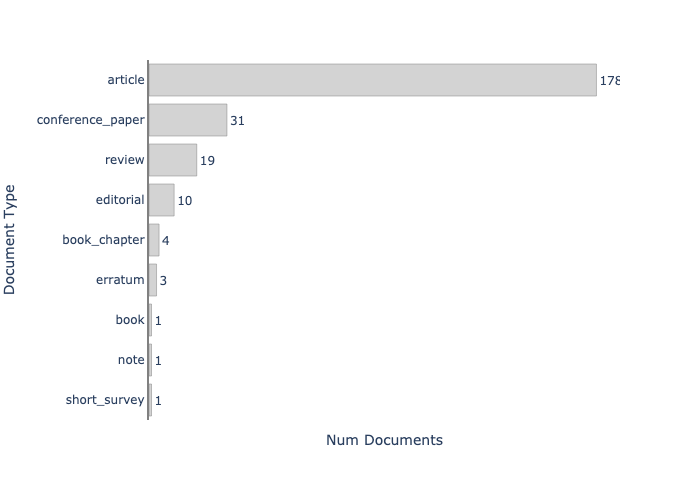 article 178
conference_paper 31
review 19
editorial 10
book_chapter 4
erratum 3
book 1
note 1
short_survey 1
Document Type
Num Documents